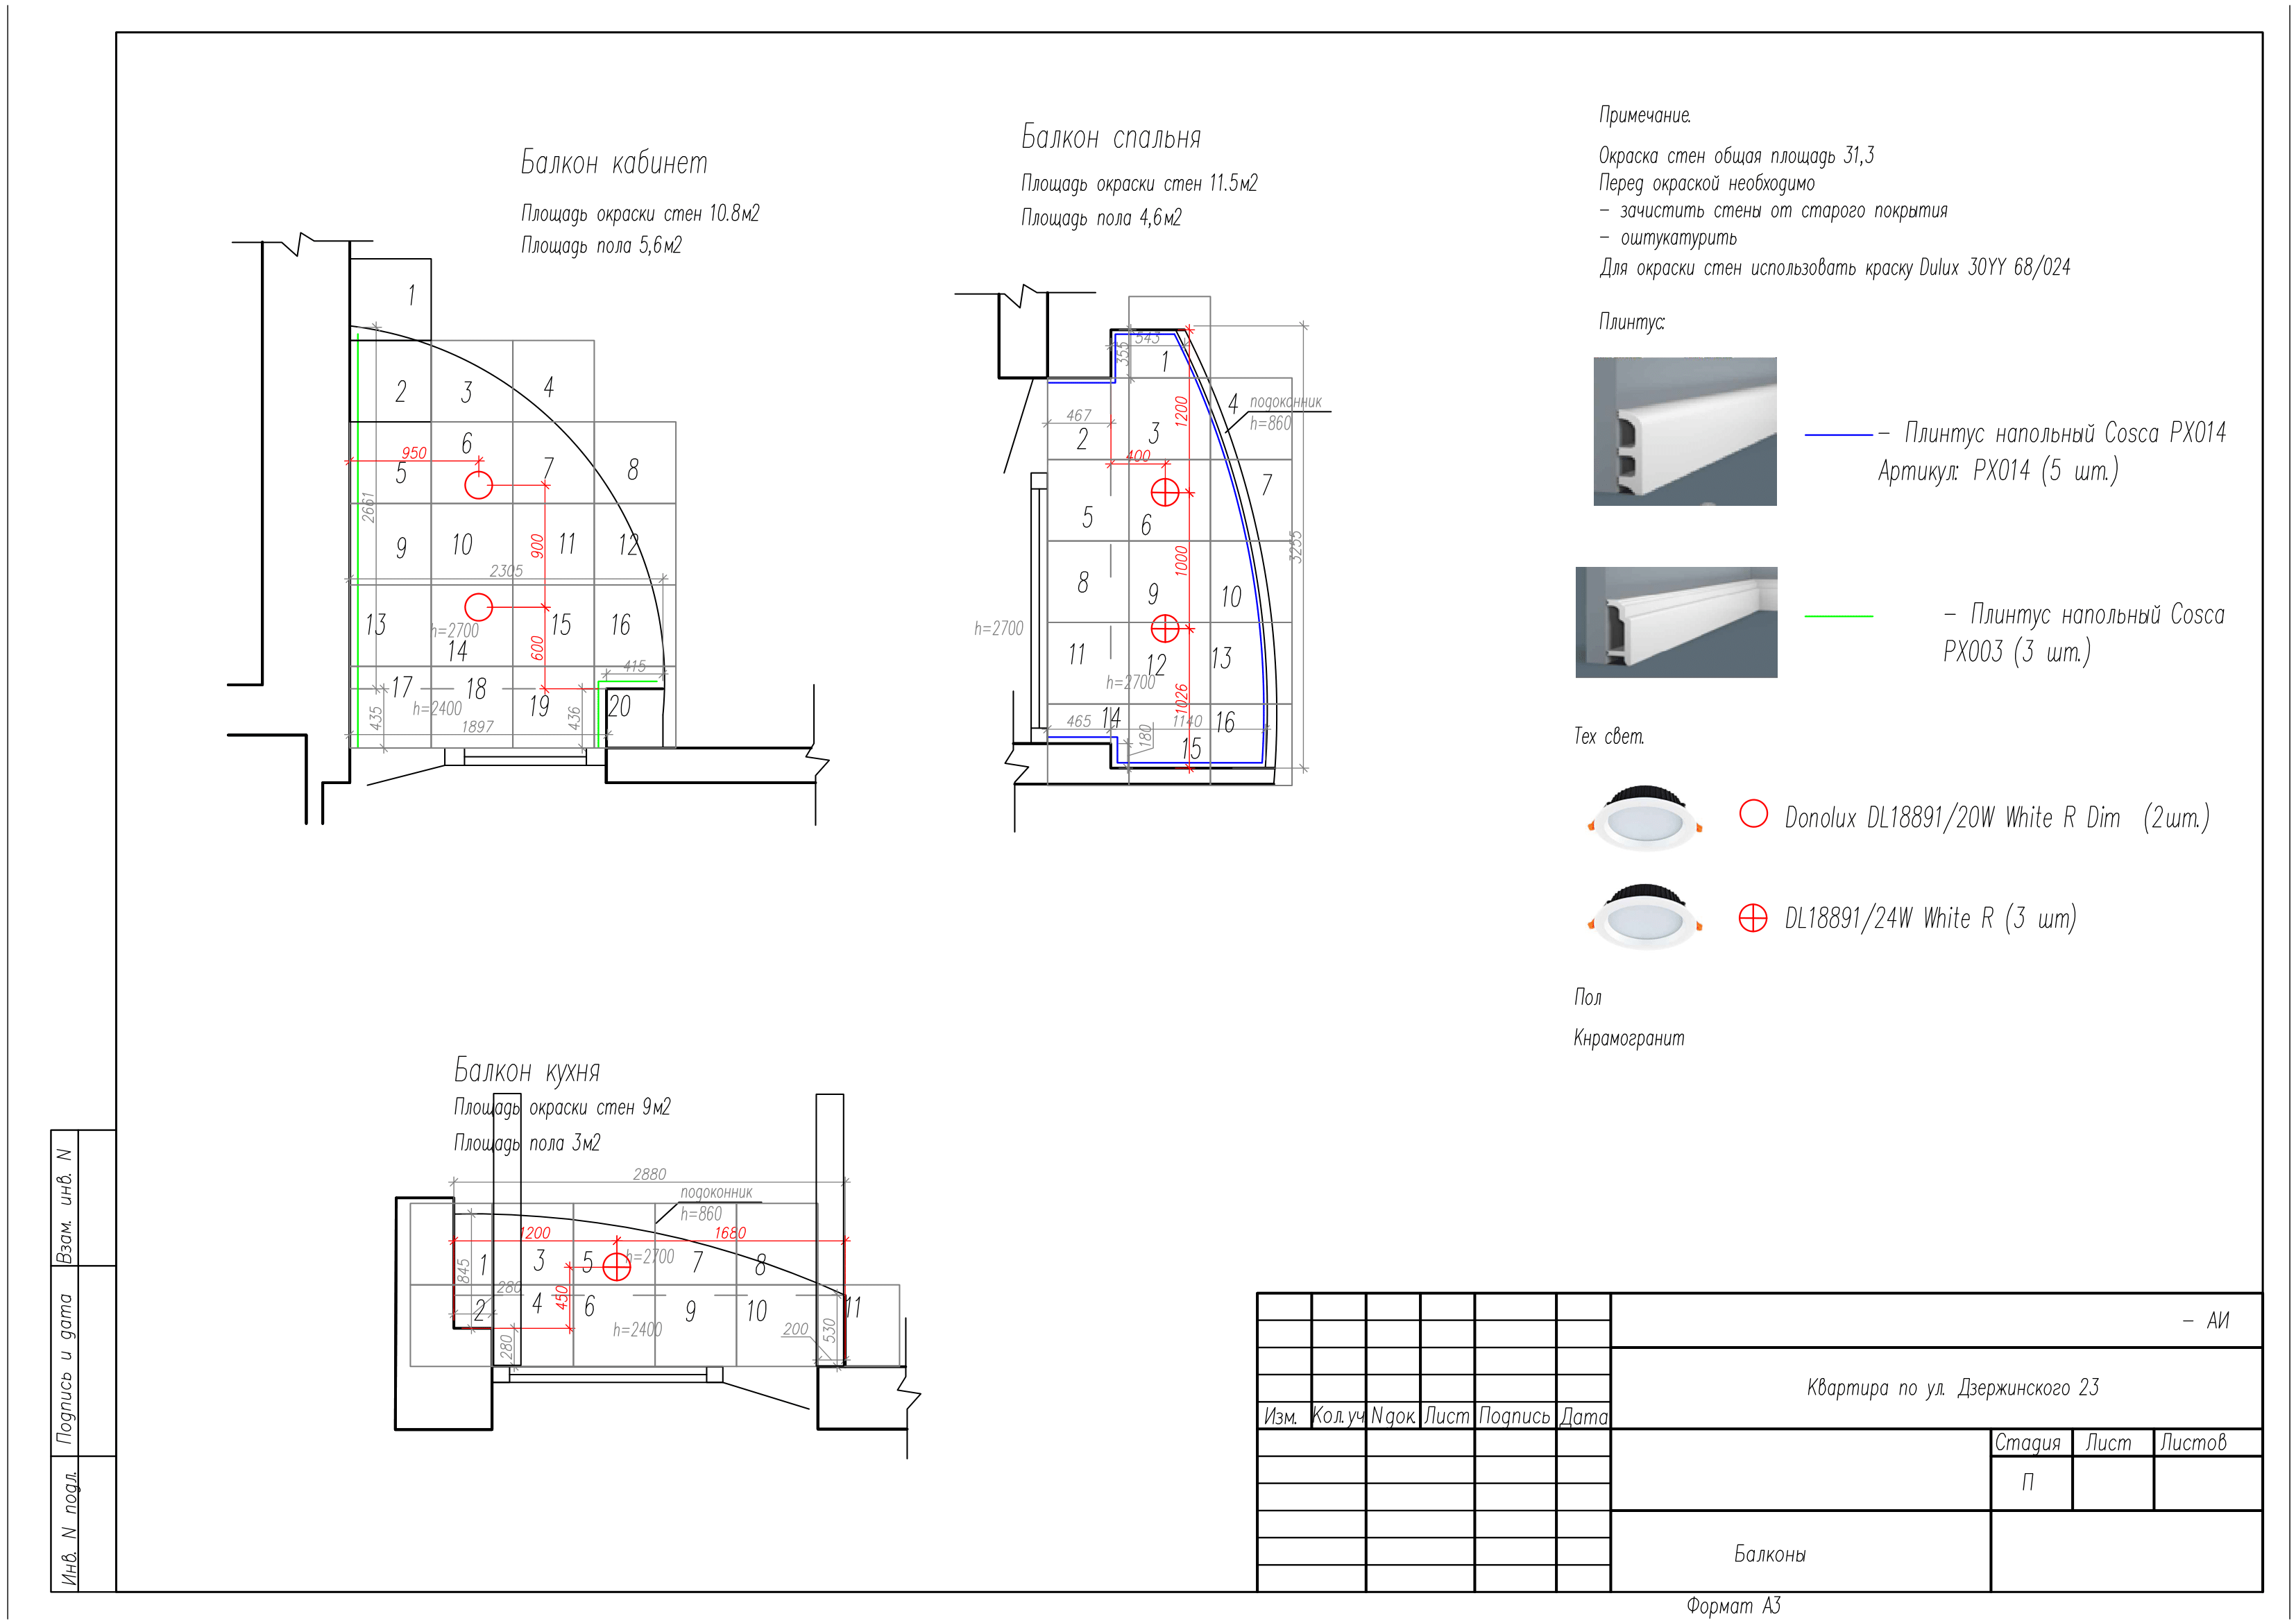 Балкон кабинет
Площадь окраски стен 10.8м2
Площадь пола 5,6м2
1
2
3
4
6
950
5
7
8
2661
9
10
900
11
12
2305
13
h=2700
14
600
15
16
415
17
18
435
h=2400
19
436
20
1897
Балкон спальня
Площадь окраски стен 11.5м2
Площадь пола 4,6м2
543
355
1
467
2
3
1200
4
подоконник
h=860
400
5
6
7
1000
3255
8
9
10
h=2700
11
12
13
h=2700
1026
465
14
1140
16
180
15
Балкон кухня
Площадь окраски стен 9м2
Площадь пола 3м2
2880
подоконник
h=860
1200
1680
1
3
5
h=2700
7
8
845
280
2
4
450
6
9
10
11
h=2400
280
200
530
Примечание.
Окраска стен общая площадь 31,3
Перед окраской необходимо
- зачистить стены от старого покрытия
- оштукатурить
Для окраски стен использовать краску Dulux 30YY 68/024
Плинтус:
- Плинтус напольный Cosca PX014
Артикул: PX014 (5 шт.)
- Плинтус напольный Cosca
PX003 (3 шт.)
Тех свет.
Donolux DL18891/20W White R Dim (2шт.)
DL18891/24W White R (3 шт)
Пол
Кнрамогранит
Взам. инв. N
Подпись и дата
Инв. N подл.
- АИ
Квартира по ул. Дзержинского 23
Изм. Кол.уч Nдок. Лист Подпись Дата
Стадия Лист Листов
П
Балконы
Формат А3